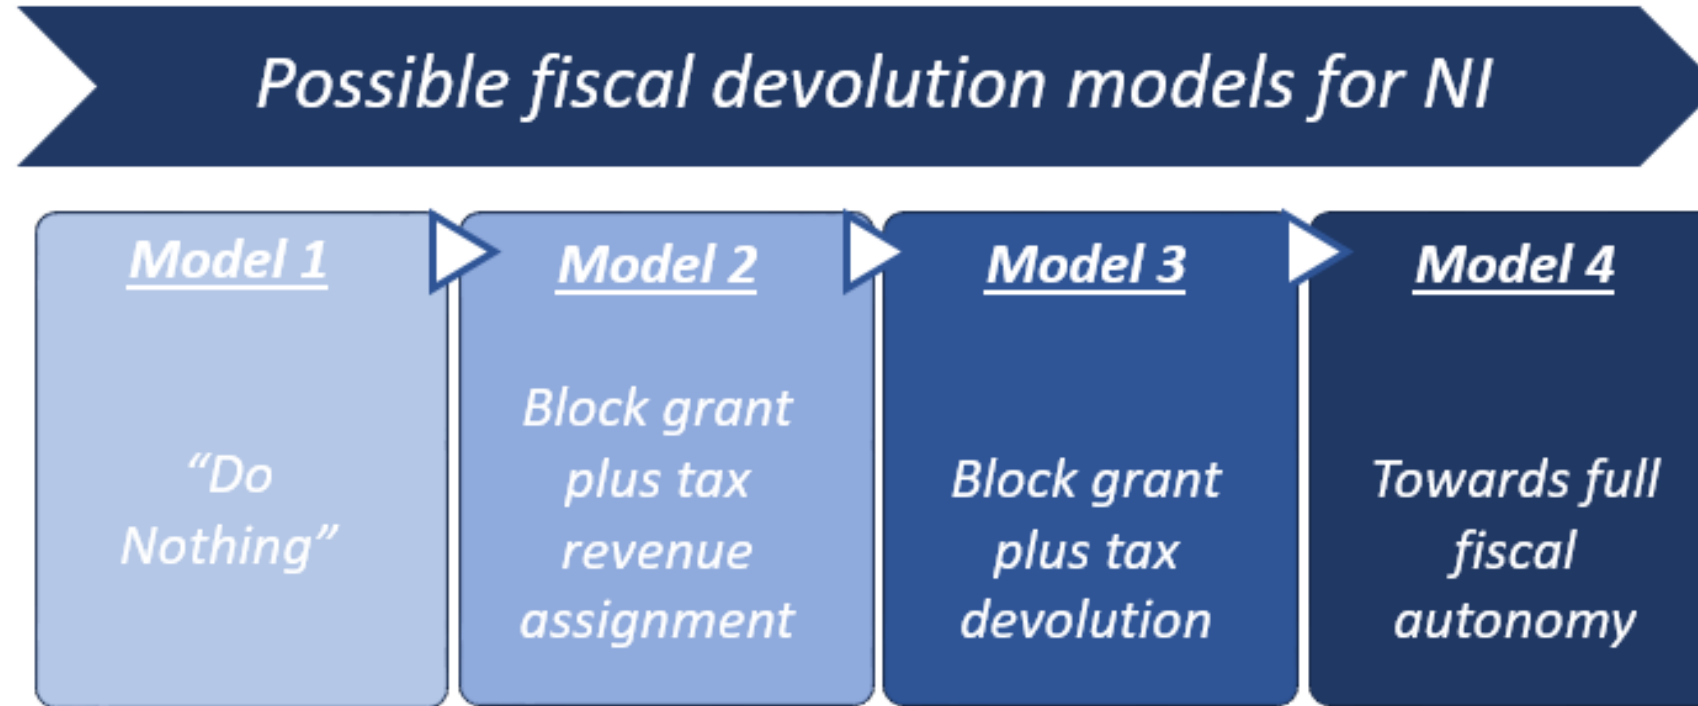 Possible fiscal devolution models for NI
Model 1
“Do
Nothing”
Model 2
Block grant
plus tax
revenue
assignment
Model 3
Block grant
plus tax
devolution
Model 4
Towards full
fiscal
autonomy